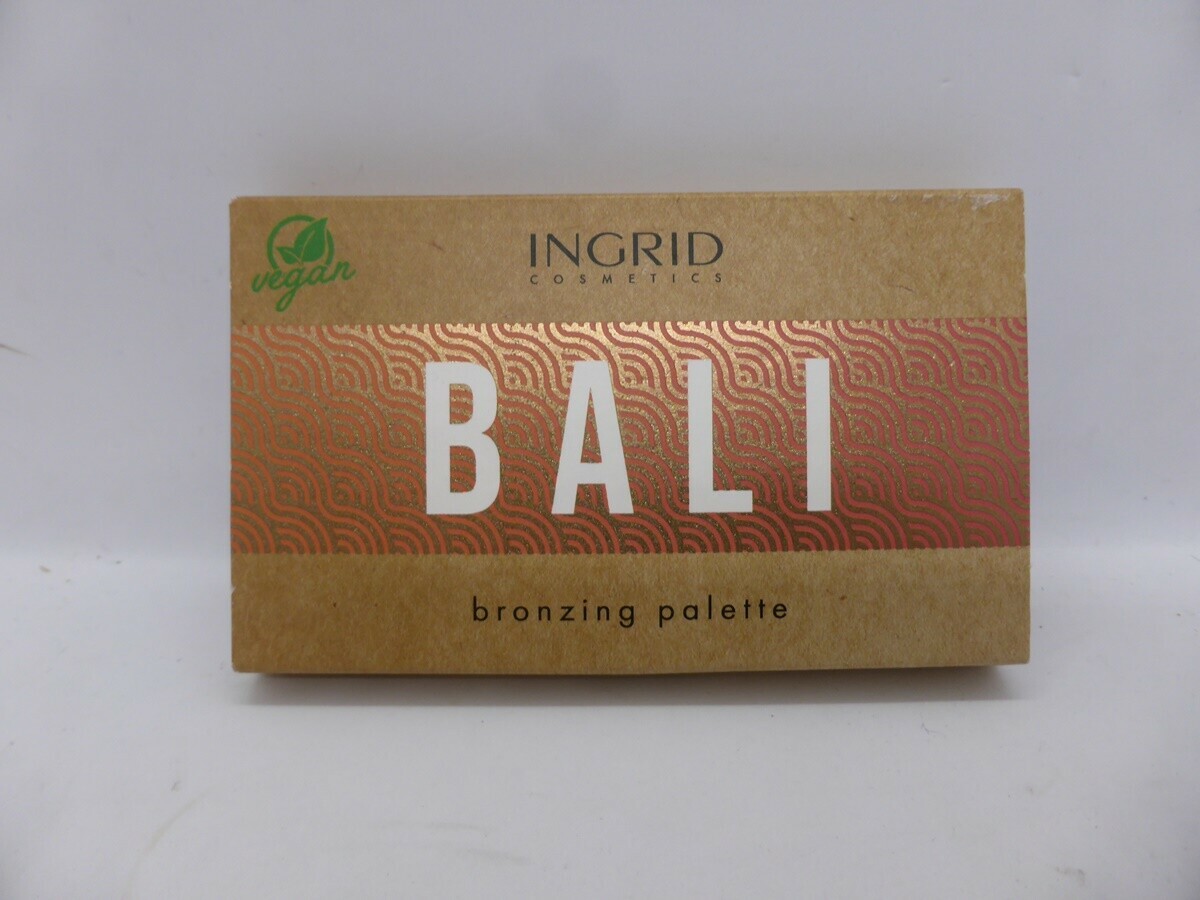 vegan
INGRID
COSMETICS
BALI
bronzing palette